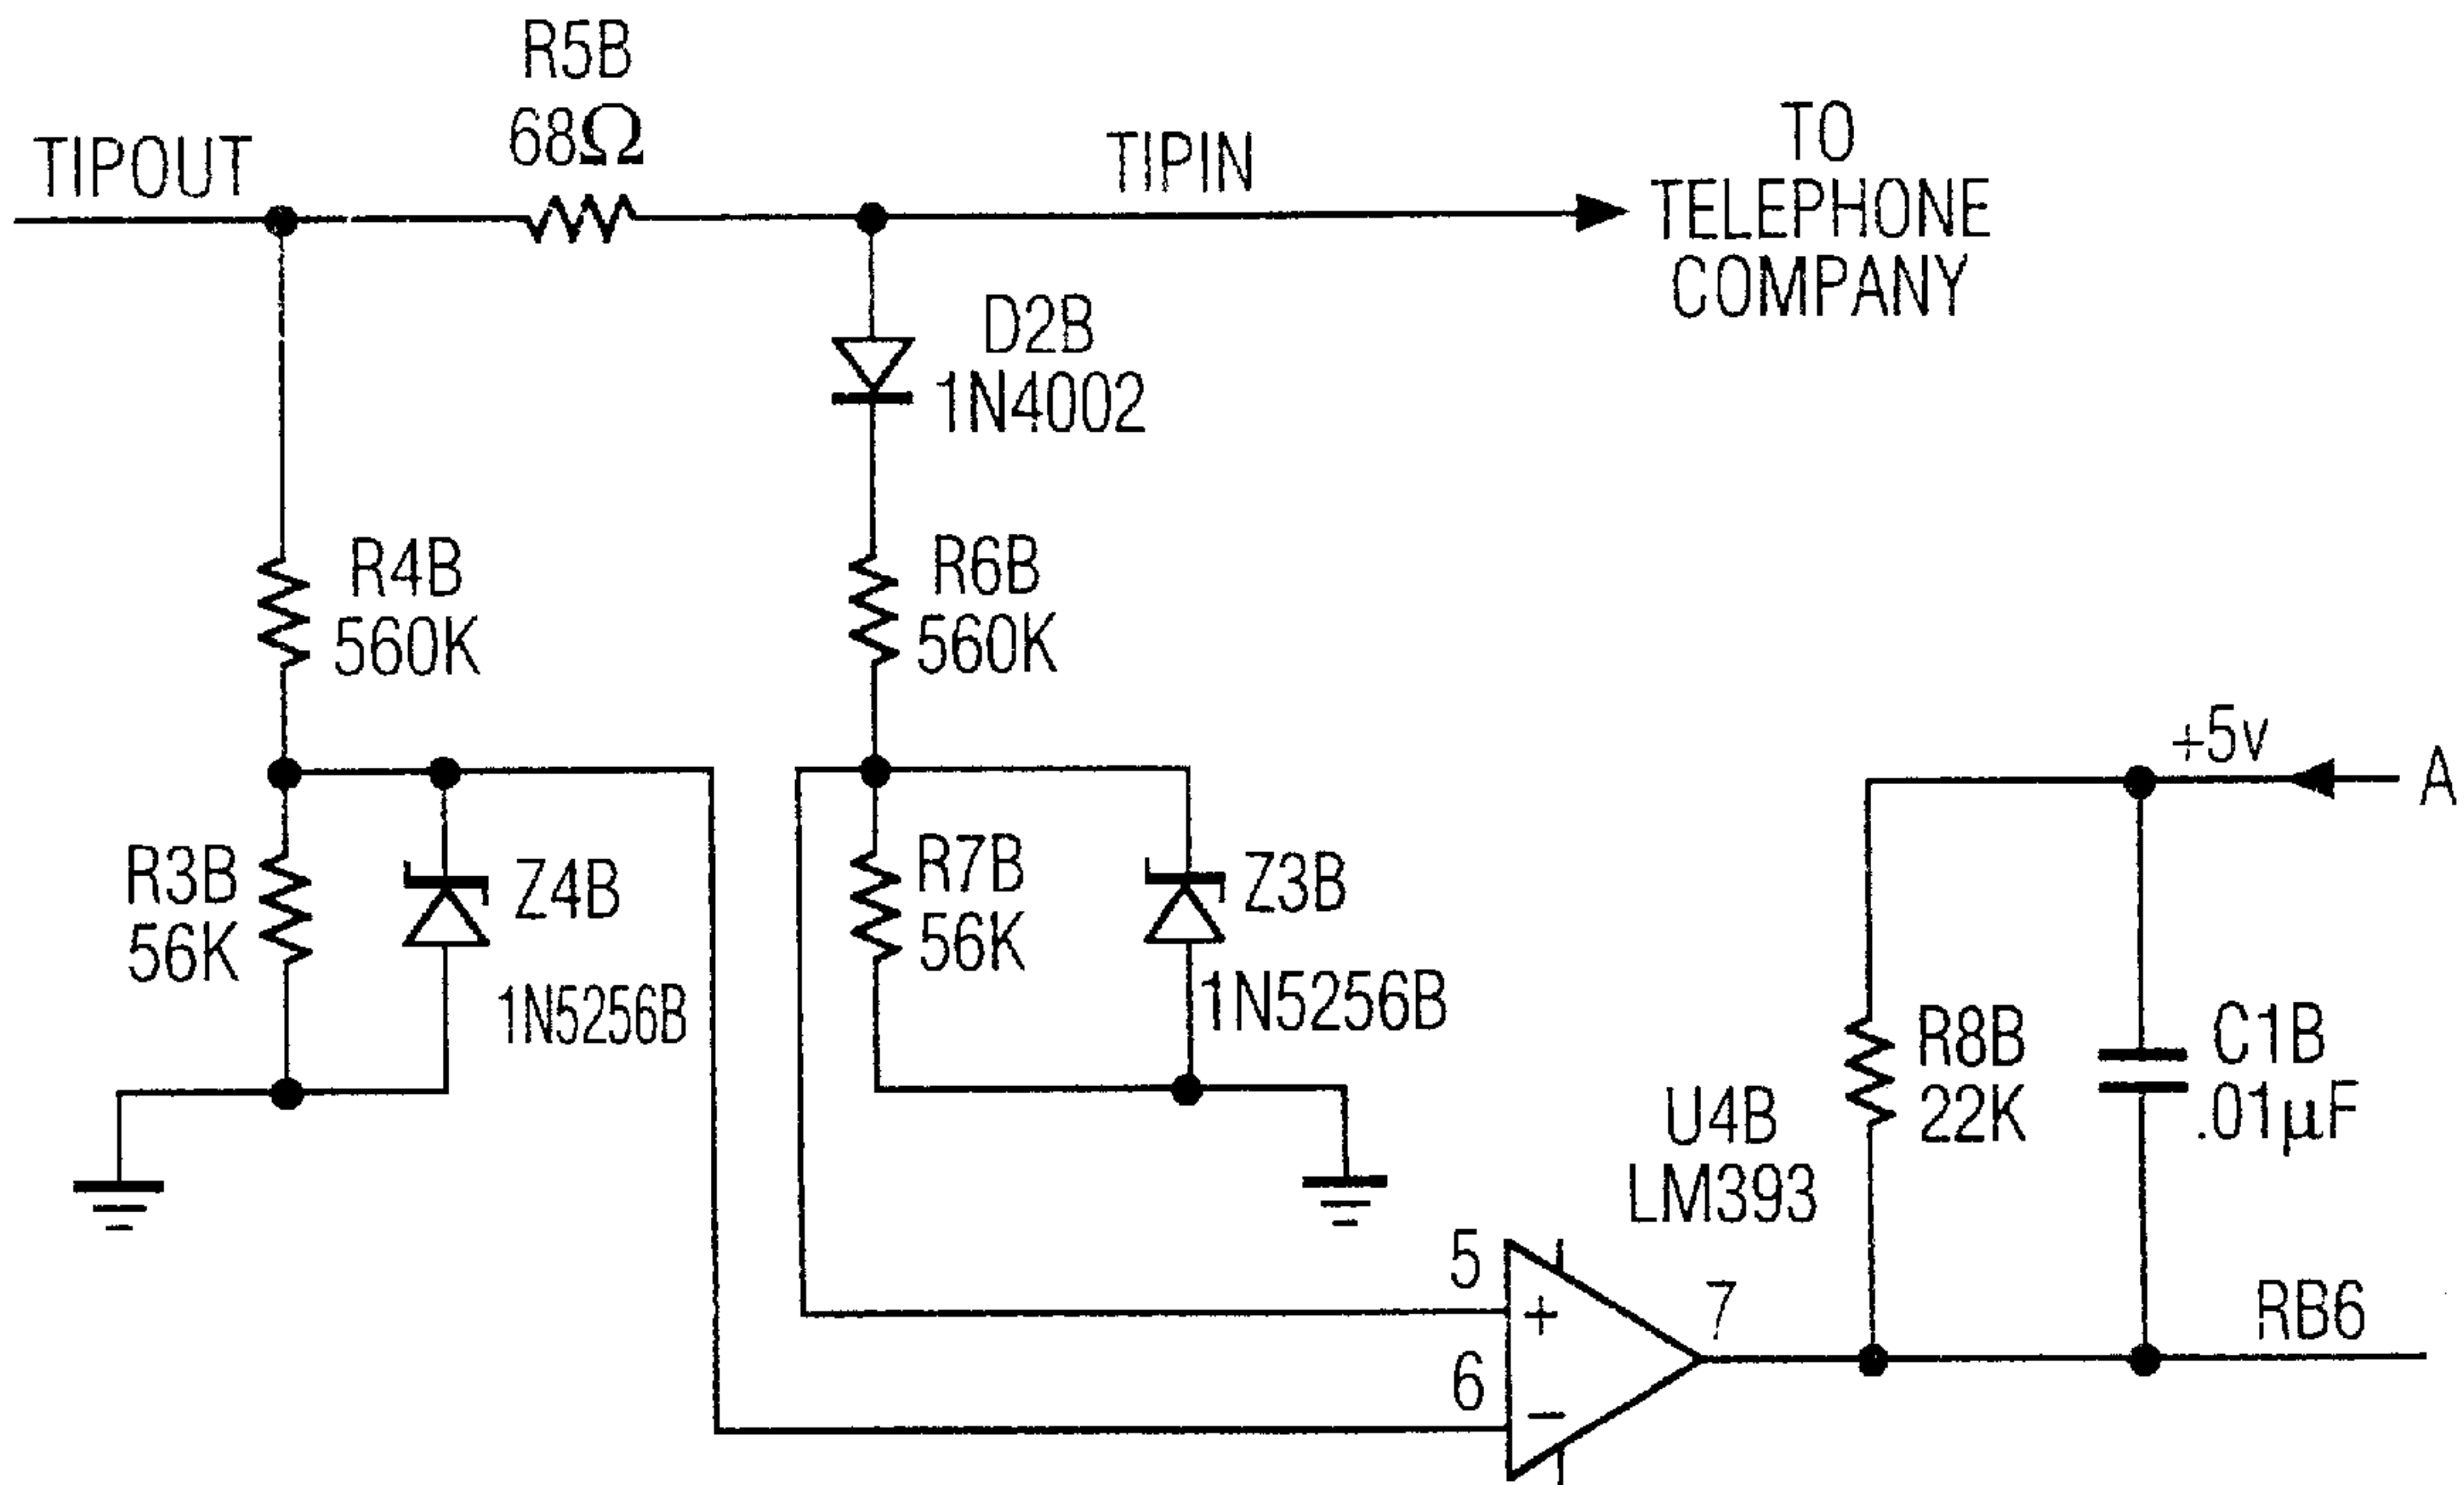 R5B
68Ω
TIPOUT
TIPIN
TO
TELEPHONE
COMPANY
D2B
1N4002
R4B
560K
R6B
560K
+5v
A
R3B
56K
Z4B
1N5256B
R7B
56K
Z3B
1N5256B
R8B
22K
C1B
.01µF
U4B
LM393
5
+
6
−
7
RB6